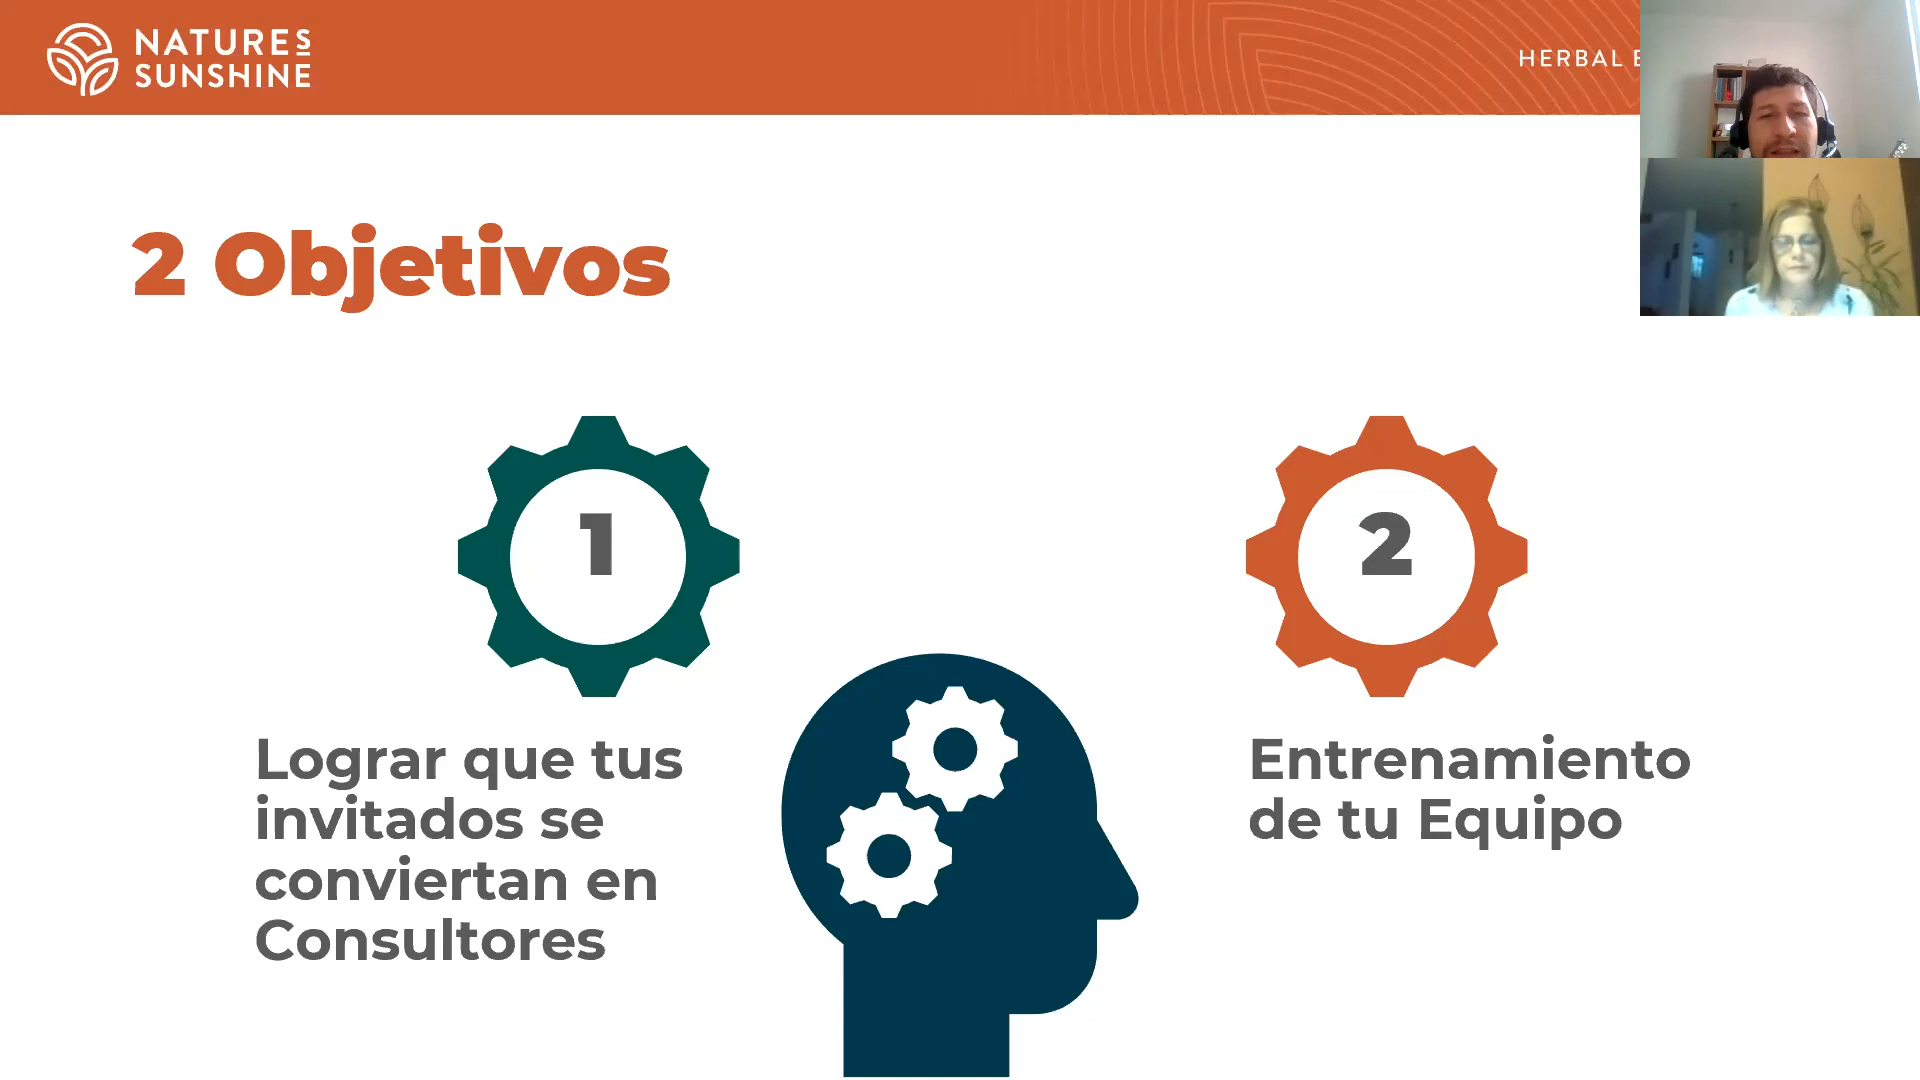 NATURES
SUNSHINE
HERBAL
2 Objetivos
1
2
Lograr que tus
invitados se
conviertan en
Consultores
Entrenamiento
de tu Equipo